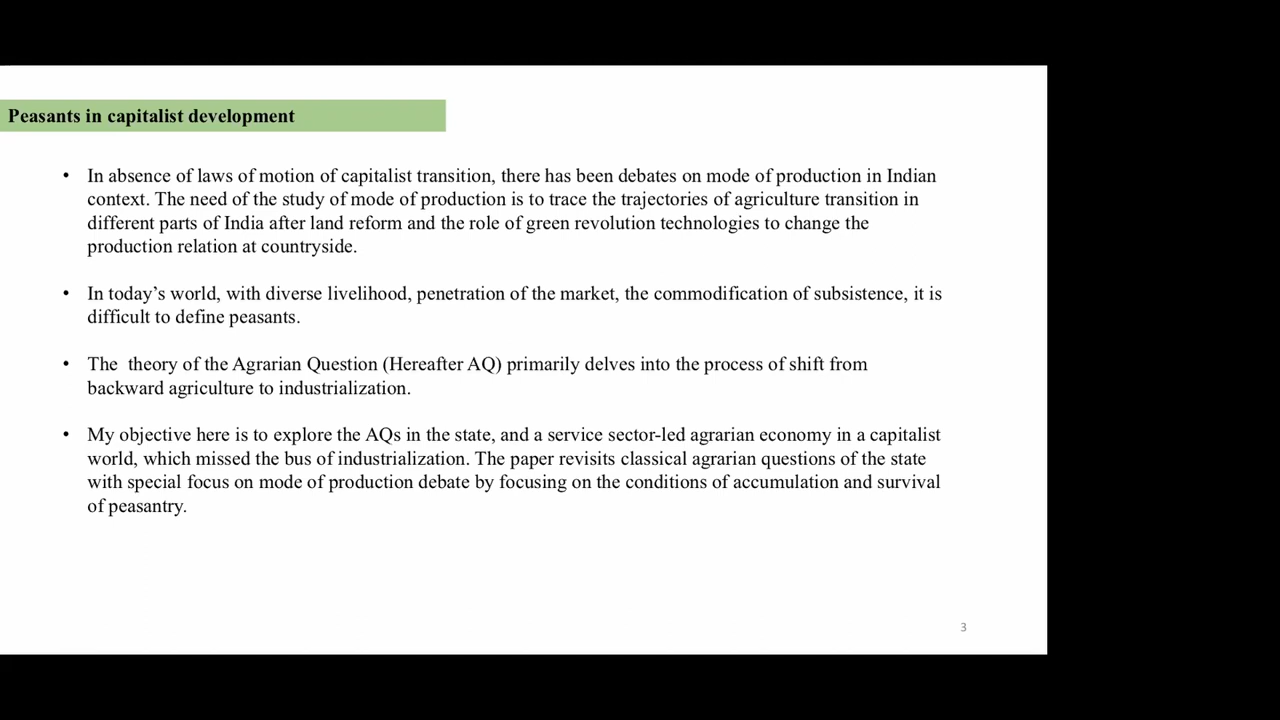 Peasants in capitalist development
• In absence of laws of motion of capitalist transition, there has been debates on mode of production in Indian
context. The need of the study of mode of production is to trace the trajectories of agriculture transition in
different parts of India after land reform and the role of green revolution technologies to change the
production relation at countryside.
• In today's world, with diverse livelihood, penetration of the market, the commodification of subsistence, it is
difficult to define peasants.
• The  theory of the Agrarian Question (Hereafter AQ) primarily delves into the process of shift from
backward agriculture to industrialization.
• My objective here is to explore the AQs in the state, and a service sector-led agrarian economy in a capitalist
world, which missed the bus of industrialization. The paper revisits classical agrarian questions of the state
with special focus on mode of production debate by focusing on the conditions of accumulation and survival
of peasantry.
3